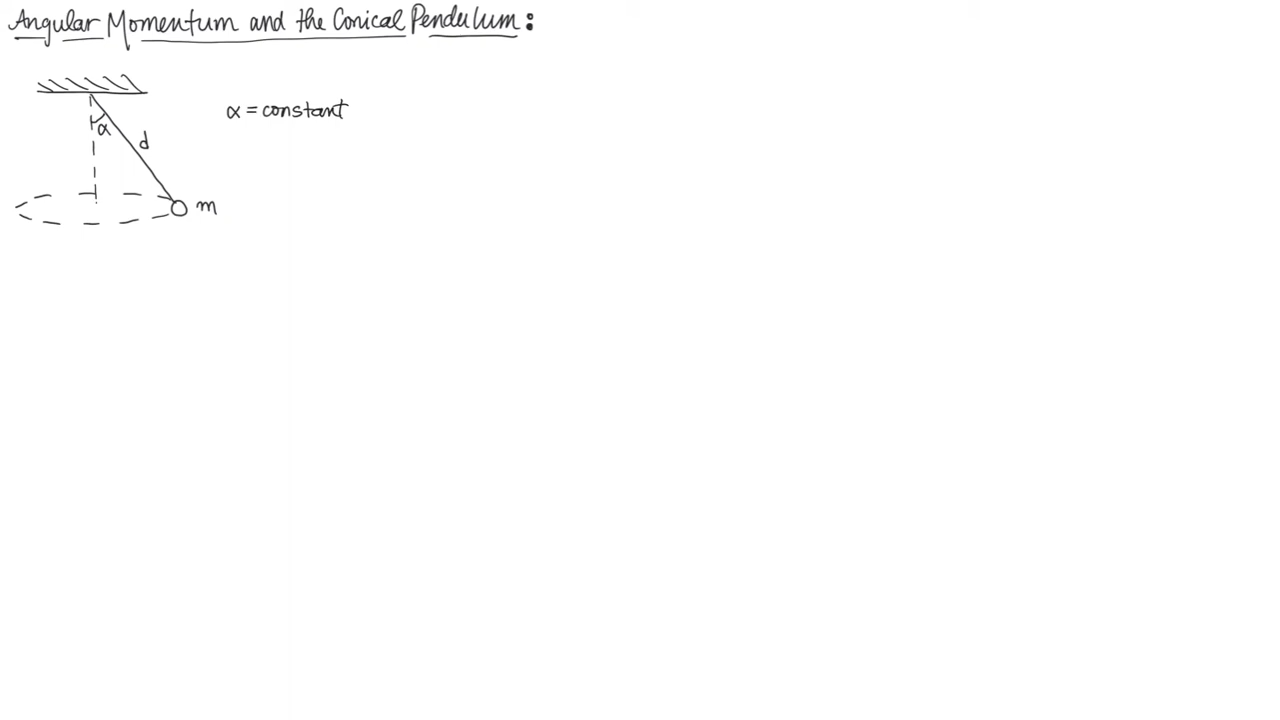 Angular Momentum and the Conical Pendulum:
α = constant
α
d
m